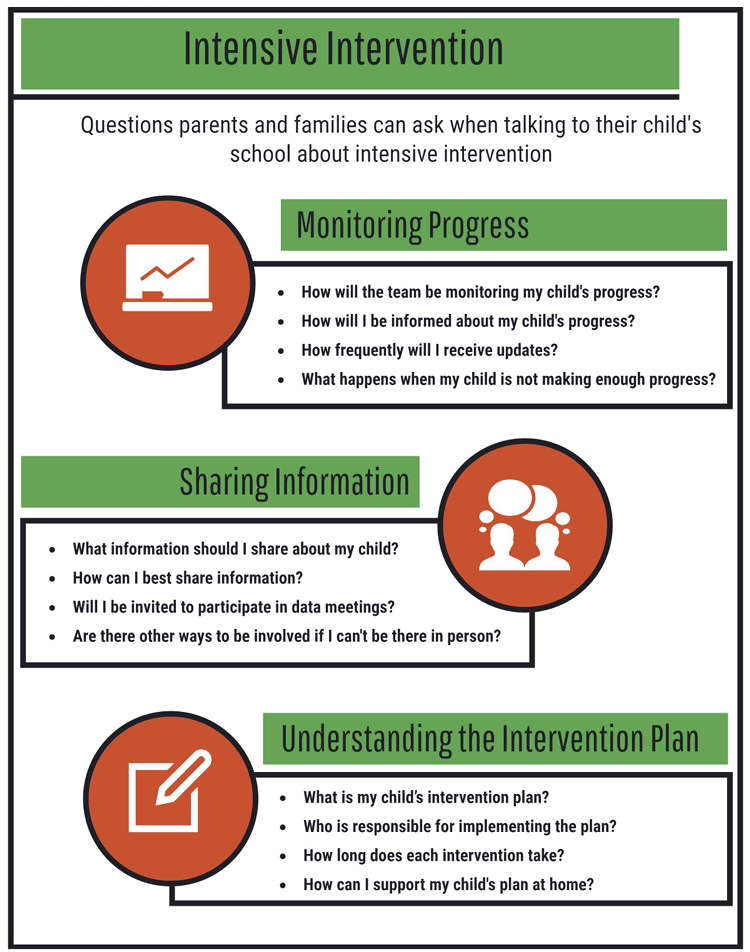 Intensive Intervention
Questions parents and families can ask when talking to their child's
school about intensive intervention
Monitoring Progress
• How will the team be monitoring my child's progress?
• How will I be informed about my child's progress?
• How frequently will I receive updates?
• What happens when my child is not making enough progress?
Sharing Information
• What information should I share about my child?
• How can I best share information?
• Will I be invited to participate in data meetings?
• Are there other ways to be involved if I can't be there in person?
Understanding the Intervention Plan
• What is my child’s intervention plan?
• Who is responsible for implementing the plan?
• How long does each intervention take?
• How can I support my child's plan at home?